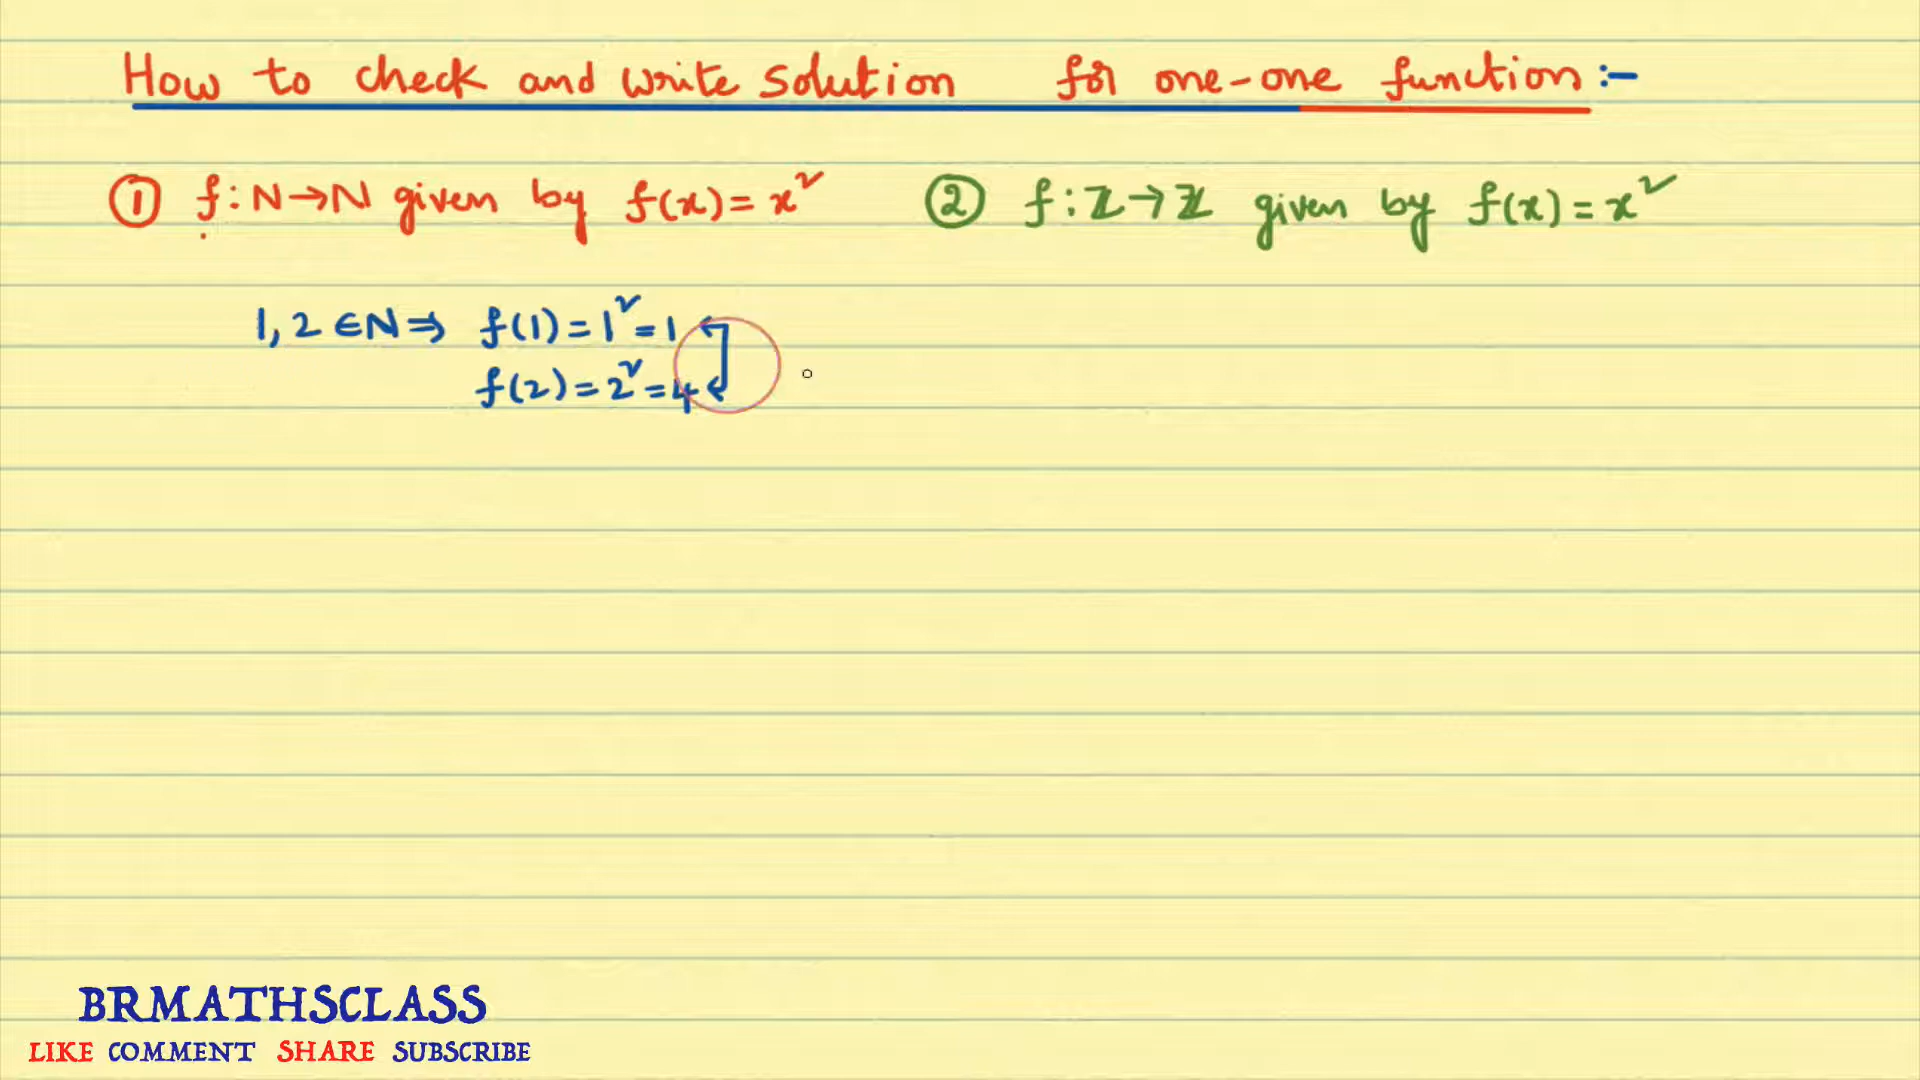 How to check and write solution for one-one function :-
① f : N→N given by f(x) = x²
② f : ℤ→ℤ given by f(x) = x²
1, 2 ∈ N ⇒ f(1) = 1² = 1
f(2) = 2² = 4
BRMATHSCLASS
LIKE COMMENT SHARE SUBSCRIBE